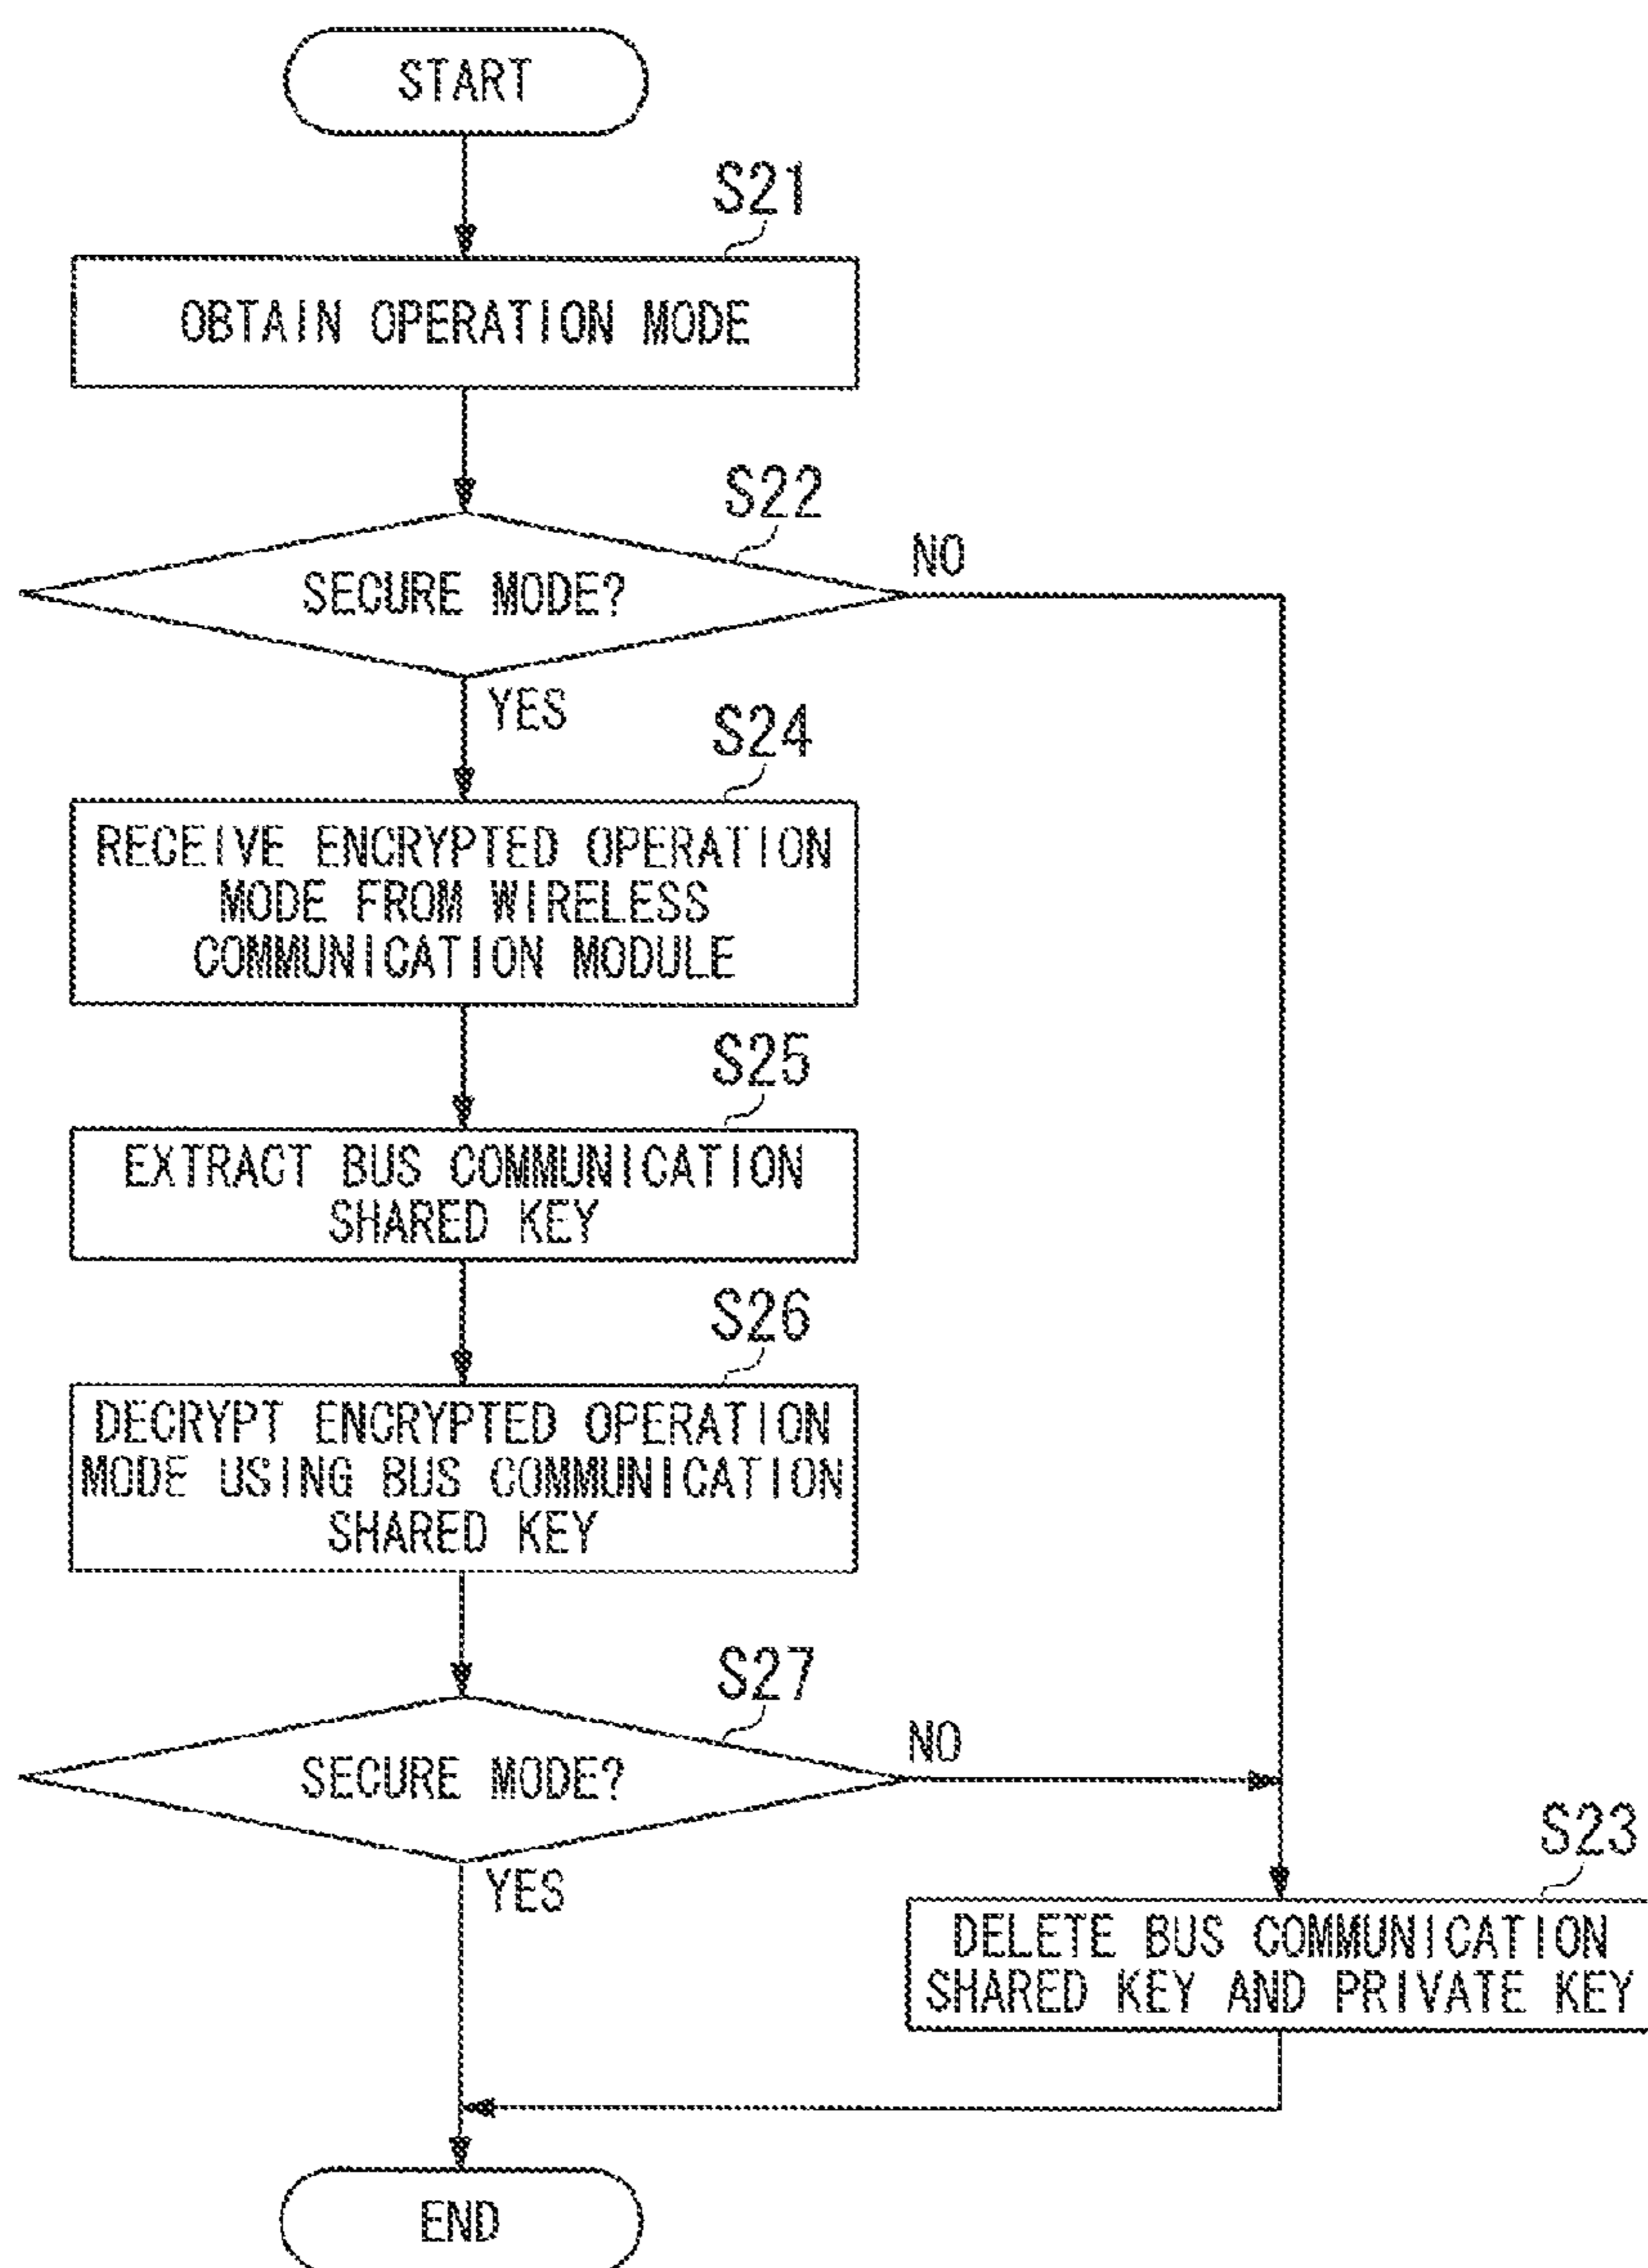 START
S21
OBTAIN OPERATION MODE
S22
SECURE MODE?
NO
YES
S24
RECEIVE ENCRYPTED OPERATION
MODE FROM WIRELESS
COMMUNICATION MODULE
S25
EXTRACT BUS COMMUNICATION
SHARED KEY
S26
DECRYPT ENCRYPTED OPERATION
MODE USING BUS COMMUNICATION
SHARED KEY
S27
SECURE MODE?
NO
YES
S23
DELETE BUS COMMUNICATION
SHARED KEY AND PRIVATE KEY
END